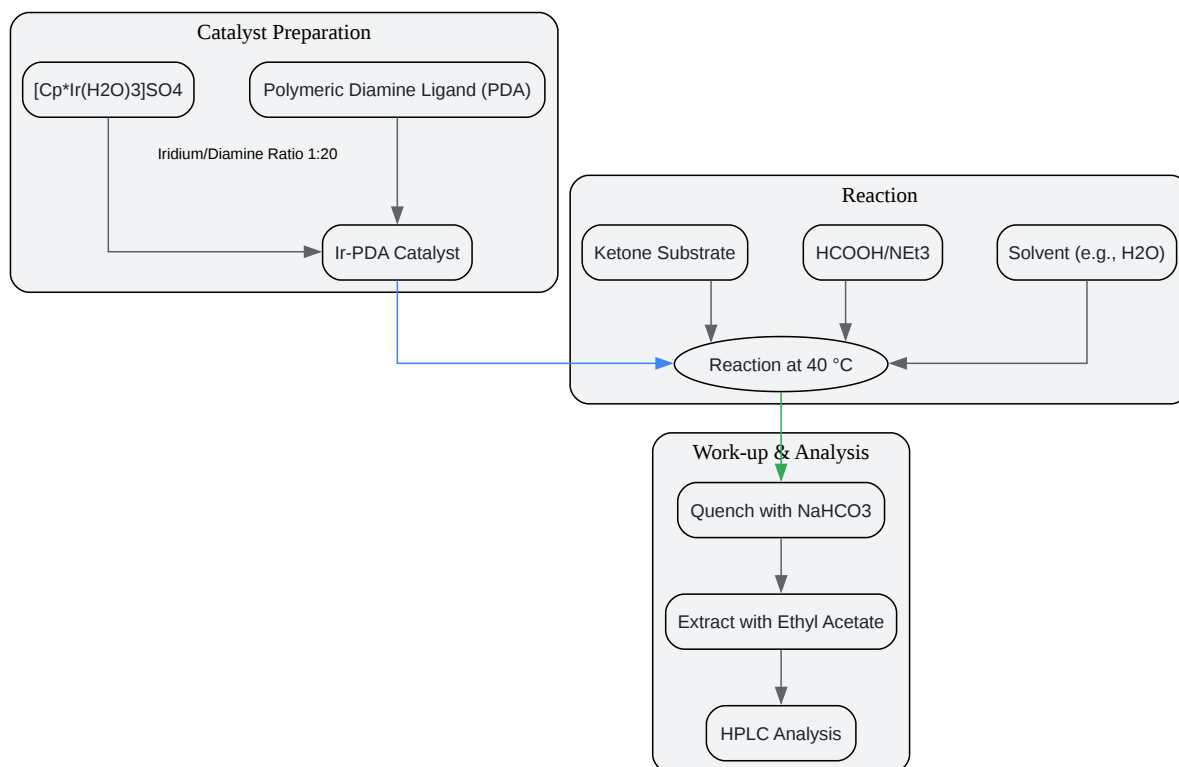 Catalyst Preparation
[Cp*Ir(H2O)3]SO4
Polymeric Diamine Ligand (PDA)
Iridium/Diamine Ratio 1:20
Ir-PDA Catalyst
Reaction
Ketone Substrate
HCOOH/NEt3
Solvent (e.g., H2O)
Reaction at 40 °C
Work-up & Analysis
Quench with NaHCO3
Extract with Ethyl Acetate
HPLC Analysis